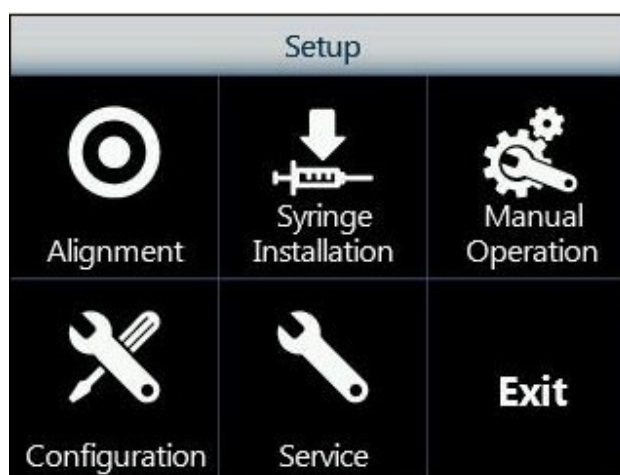 Setup
Alignment
Syringe
Installation
Manual
Operation
Configuration
Service
Exit